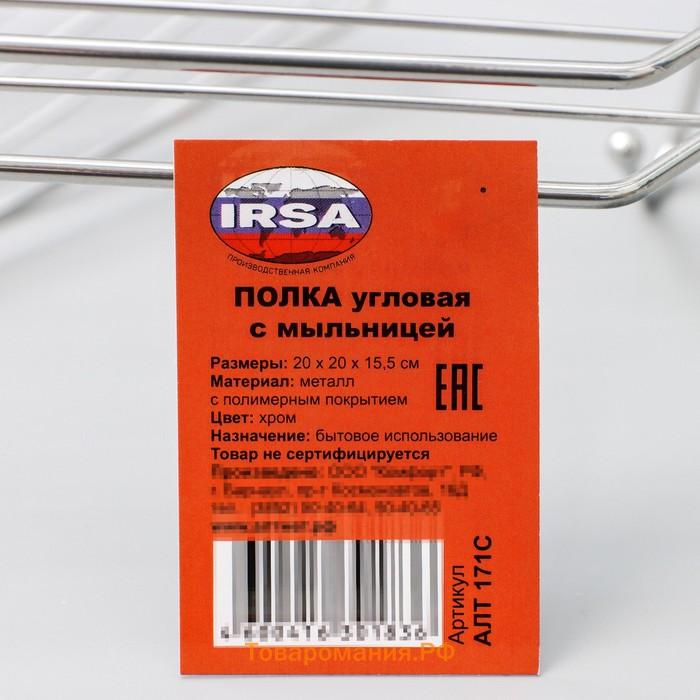 IRSA
ПРОИЗВОДСТВЕННАЯ КОМПАНИЯ
ПОЛКА угловая
с мыльницей
Размеры: 20 х 20 х 15,5 см
Материал: металл
с полимерным покрытием
Цвет: хром
Назначение: бытовое использование
Товар не сертифицируется
EAC
Артикул
АЛТ 171С
Товаромания.РФ